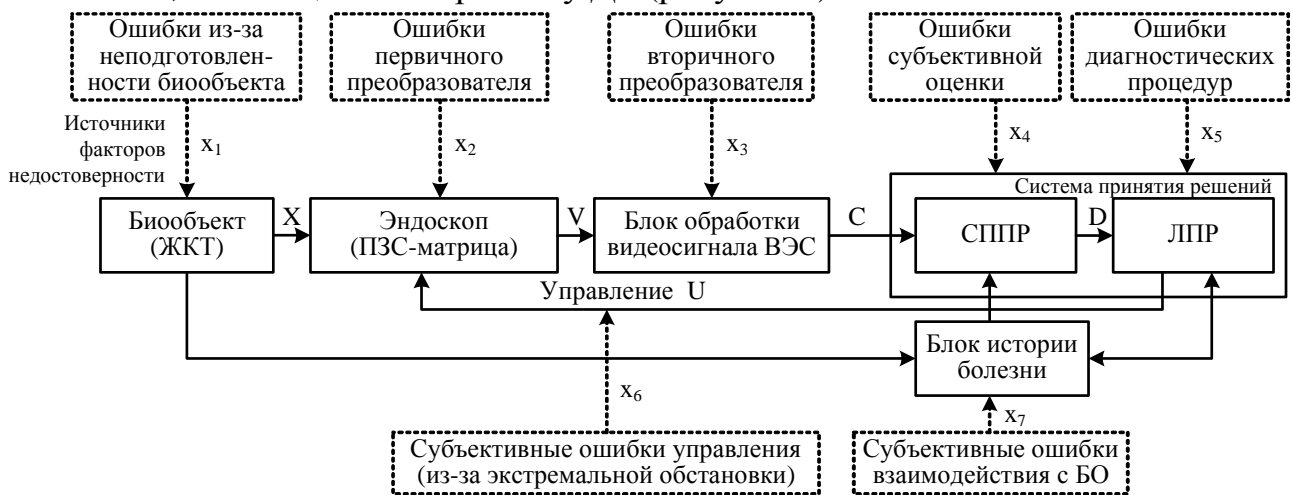 Ошибки из-за
неподготовлен-
ности биообъекта
Ошибки
первичного
преобразователя
Ошибки
вторичного
преобразователя
Ошибки
субъективной
оценки
Ошибки
диагностических
процедур
Источники
факторов
недостоверности
x1
x2
x3
x4
x5
Система принятия решений
Биообъект
(ЖКТ)
X
Эндоскоп
(ПЗС-матрица)
V
Блок обработки
видеосигнала ВЭС
C
СППР
D
ЛПР
Управление U
Блок истории
болезни
x6
x7
Субъективные ошибки управления
(из-за экстремальной обстановки)
Субъективные ошибки
взаимодействия с БО